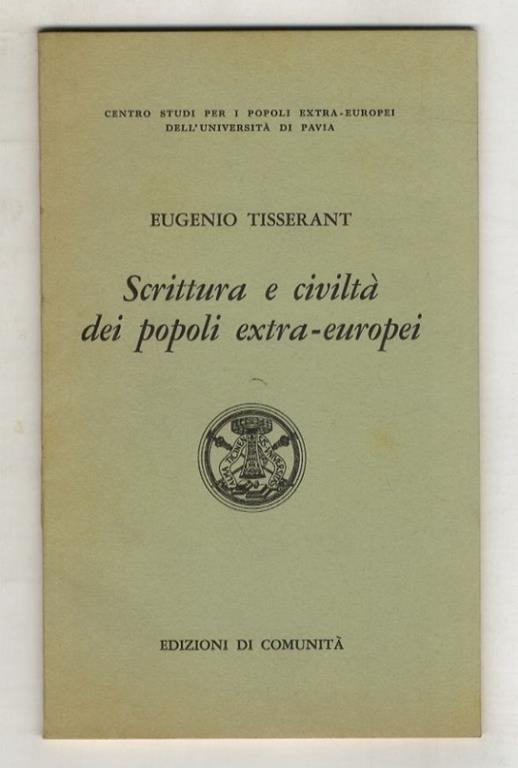 CENTRO STUDI PER I POPOLI EXTRA-EUROPEI
DELL'UNIVERSITÀ DI PAVIA
EUGENIO TISSERANT
Scrittura e civiltà
dei popoli extra-europei
EDIZIONI DI COMUNITÀ